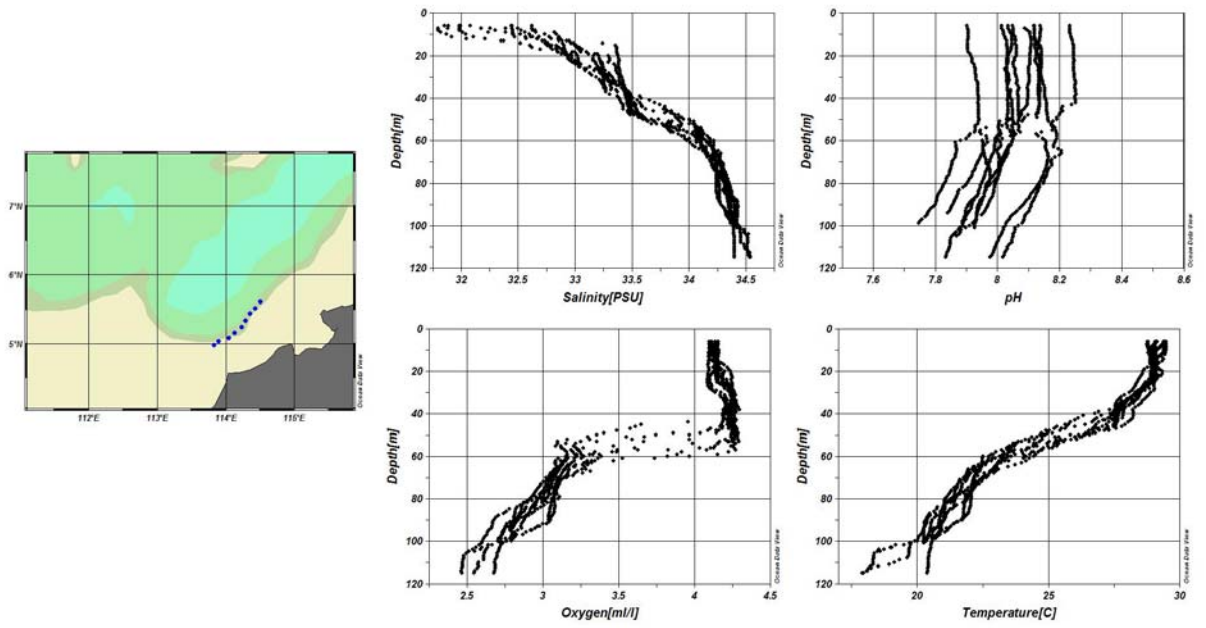 7°N
6°N
5°N
112°E 113°E 114°E 115°E
Ocean Data View
0
20
40
60
80
100
120
Depth[m]
32 32.5 33 33.5 34 34.5
Salinity[PSU]
Ocean Data View
0
20
40
60
80
100
120
Depth[m]
7.6 7.8 8 8.2 8.4 8.6
pH
Ocean Data View
0
20
40
60
80
100
120
Depth[m]
2.5 3 3.5 4 4.5
Oxygen[ml/l]
Ocean Data View
0
20
40
60
80
100
120
Depth[m]
20 25 30
Temperature[C]
Ocean Data View